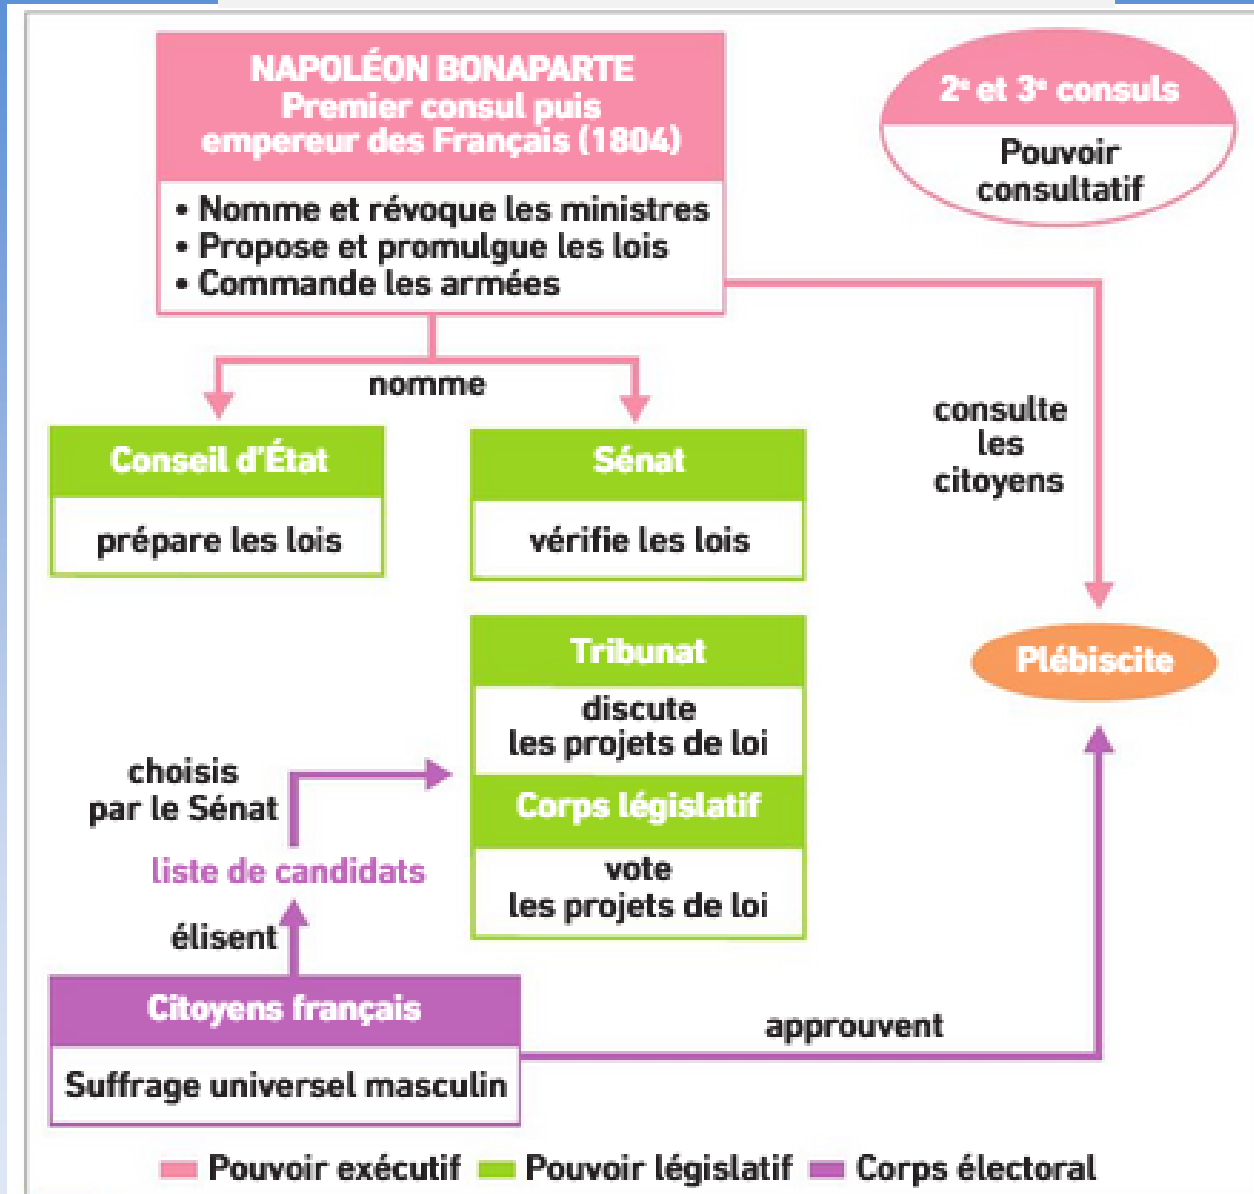 NAPOLÉON BONAPARTE
Premier consul puis
empereur des Français (1804)
• Nomme et révoque les ministres
• Propose et promulgue les lois
• Commande les armées
2e et 3e consuls
Pouvoir
consultatif
nomme
consulte
les
citoyens
Conseil d'État
prépare les lois
Sénat
vérifie les lois
Tribunat
discute
les projets de loi
Corps législatif
vote
les projets de loi
Plébiscite
choisis
par le Sénat
liste de candidats
élisent
Citoyens français
Suffrage universel masculin
approuvent
Pouvoir exécutif
Pouvoir législatif
Corps électoral